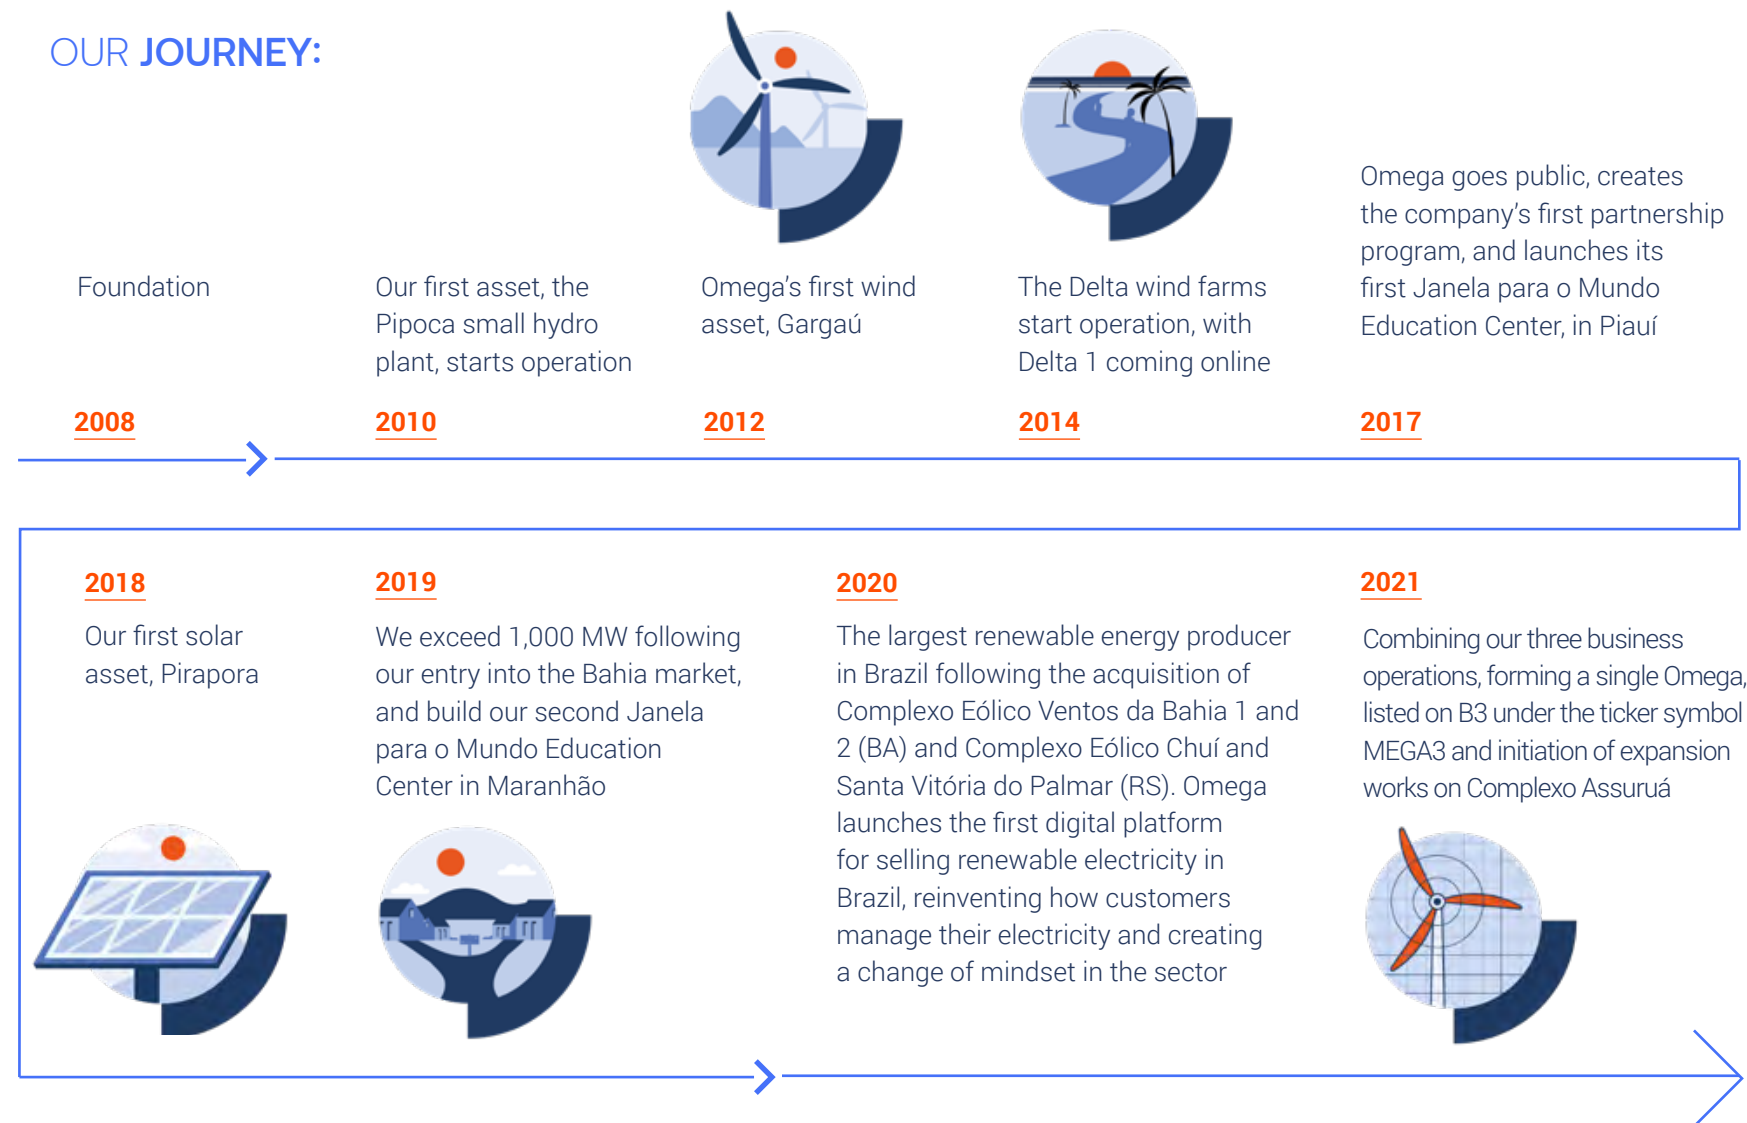 OUR JOURNEY:
Foundation
2008
Our first asset, the
Pipoca small hydro
plant, starts operation
2010
Omega's first wind
asset, Gargaú
2012
The Delta wind farms
start operation, with
Delta 1 coming online
2014
Omega goes public, creates
the company's first partnership
program, and launches its
first Janela para o Mundo
Education Center, in Piauí
2017
2018
Our first solar
asset, Pirapora
2019
We exceed 1,000 MW following
our entry into the Bahia market,
and build our second Janela
para o Mundo Education
Center in Maranhão
2020
The largest renewable energy producer
in Brazil following the acquisition of
Complexo Eólico Ventos da Bahia 1 and
2 (BA) and Complexo Eólico Chuí and
Santa Vitória do Palmar (RS). Omega
launches the first digital platform
for selling renewable electricity in
Brazil, reinventing how customers
manage their electricity and creating
a change of mindset in the sector
2021
Combining our three business
operations, forming a single Omega,
listed on B3 under the ticker symbol
MEGA3 and initiation of expansion
works on Complexo Assuruá